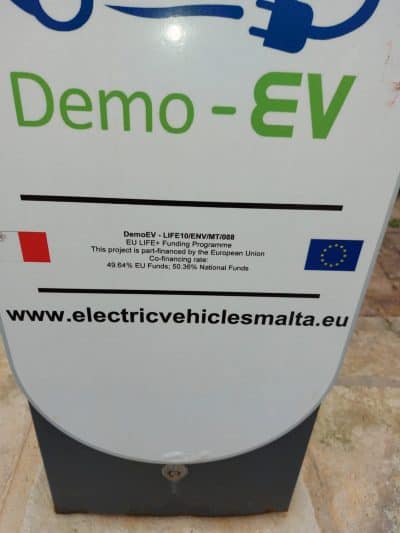 Demo - EV
DemoEV - LIFE10/ENV/MT/088
EU LIFE+ Funding Programme
This project is part-financed by the European Union
Co-financing rate:
49.64% EU Funds; 50.36% National Funds
www.electricvehiclesmalta.eu